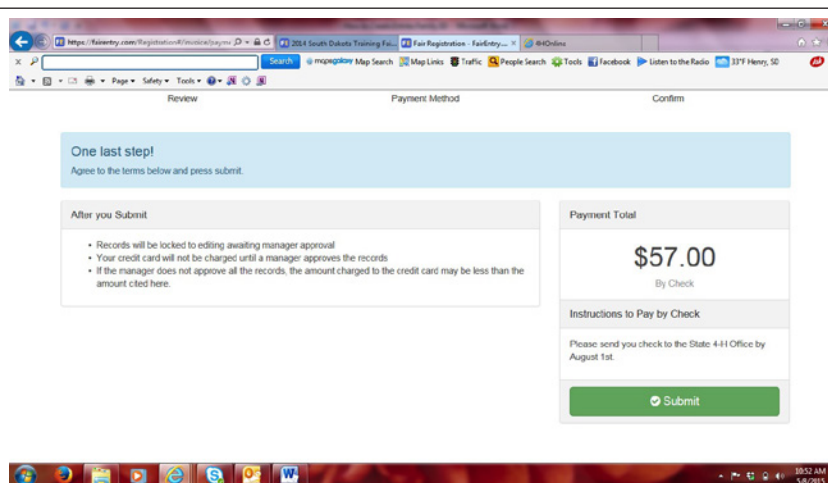 https://fairentry.com/Registration#/invoice/payme
2014 South Dakota Training Fai...
Fair Registration - FairEntry....
4HOnline
Search
Map Search
Map Links
Traffic
People Search
Tools
Facebook
Listen to the Radio
33°F Henry, SD
Page
Safety
Tools
Review
Payment Method
Confirm
One last step!
Agree to the terms below and press submit.
After you Submit
• Records will be locked to editing awaiting manager approval
• Your credit card will not be charged until a manager approves the records
• If the manager does not approve all the records, the amount charged to the credit card may be less than the
amount cited here.
Payment Total
$57.00
By Check
Instructions to Pay by Check
Please send you check to the State 4-H Office by
August 1st.
Submit
10:52 AM
5/8/2015